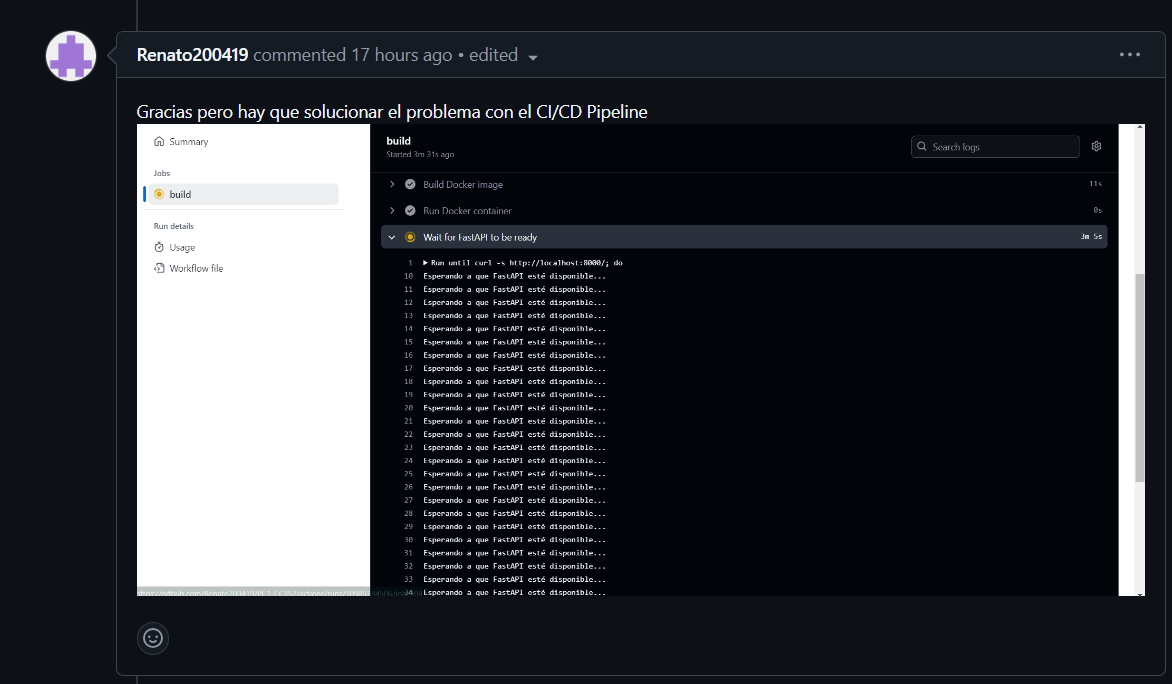 Renato200419 commented 17 hours ago • edited
Gracias pero hay que solucionar el problema con el CI/CD Pipeline
Summary
Jobs
build
Run details
Usage
Workflow file
build
Started 3m 31s ago
Search logs
Build Docker image 11s
Run Docker container 0s
Wait for FastAPI to be ready 3m 5s
1 Run until curl -s http://localhost:8000/; do
10 Esperando a que FastAPI esté disponible...
11 Esperando a que FastAPI esté disponible...
12 Esperando a que FastAPI esté disponible...
13 Esperando a que FastAPI esté disponible...
14 Esperando a que FastAPI esté disponible...
15 Esperando a que FastAPI esté disponible...
16 Esperando a que FastAPI esté disponible...
17 Esperando a que FastAPI esté disponible...
18 Esperando a que FastAPI esté disponible...
19 Esperando a que FastAPI esté disponible...
20 Esperando a que FastAPI esté disponible...
21 Esperando a que FastAPI esté disponible...
22 Esperando a que FastAPI esté disponible...
23 Esperando a que FastAPI esté disponible...
24 Esperando a que FastAPI esté disponible...
25 Esperando a que FastAPI esté disponible...
26 Esperando a que FastAPI esté disponible...
27 Esperando a que FastAPI esté disponible...
28 Esperando a que FastAPI esté disponible...
29 Esperando a que FastAPI esté disponible...
30 Esperando a que FastAPI esté disponible...
31 Esperando a que FastAPI esté disponible...
32 Esperando a que FastAPI esté disponible...
33 Esperando a que FastAPI esté disponible...
34 Esperando a que FastAPI esté disponible...